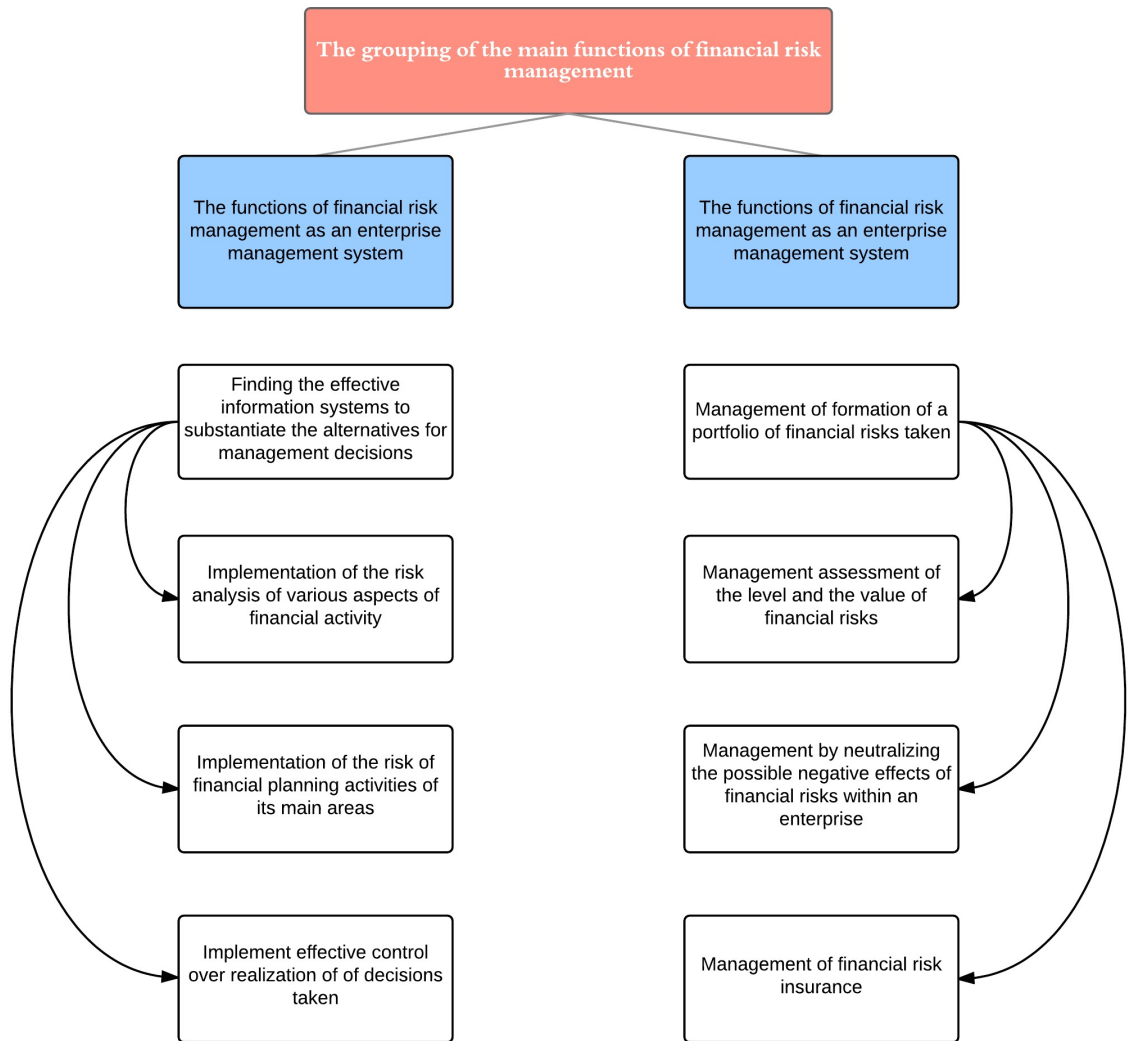 The grouping of the main functions of financial risk
management
The functions of financial risk
management as an enterprise
management system
The functions of financial risk
management as an enterprise
management system
Finding the effective
information systems to
substantiate the alternatives for
management decisions
Management of formation of a
portfolio of financial risks taken
Implementation of the risk
analysis of various aspects of
financial activity
Management assessment of
the level and the value of
financial risks
Implementation of the risk of
financial planning activities of
its main areas
Management by neutralizing
the possible negative effects of
financial risks within an
enterprise
Implement effective control
over realization of of decisions
taken
Management of financial risk
insurance